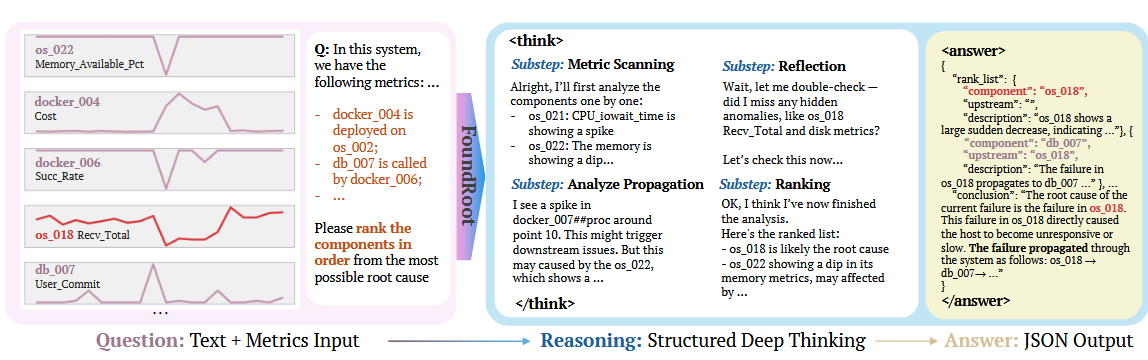 os_022
Memory_Available_Pct
docker_004
Cost
docker_006
Succ_Rate
os_018 Recv_Total
db_007
User_Commit
...
Q: In this system,
we have the
following metrics: ...
- docker_004 is
deployed on
os_002;
- db_007 is called
by docker_006;
- ...
Please rank the
components in
order from the most
possible root cause
FoundRoot
<think>
Substep: Metric Scanning
Alright, I'll first analyze the
components one by one:
- os_021: CPU_iowait_time is
showing a spike
- os_022: The memory is
showing a dip...
Substep: Analyze Propagation
I see a spike in
docker_007##proc around
point 10. This might trigger
downstream issues. But this
may caused by the os_022,
which shows a ...
</think>
Substep: Reflection
Wait, let me double-check —
did I miss any hidden
anomalies, like os_018
Recv_Total and disk metrics?
Let's check this now...
Substep: Ranking
OK, I think I've now finished
the analysis.
Here's the ranked list:
- os_018 is likely the root cause
- os_022 showing a dip in its
memory metrics, may affected
by ...
<answer>
{
"rank_list": {
"component": "os_018",
"upstream": "",
"description": "os_018 shows a
large sudden decrease, indicating ..."}, {
"component": "db_007",
"upstream": "os_018",
"description": "The failure in
os_018 propagates to db_007 ..." }, ...
"conclusion": "The root cause of the
current failure is the failure in os_018.
This failure in os_018 directly caused
the host to become unresponsive or
slow. The failure propagated through
the system as follows: os_018 →
db_007→ ..."
}
</answer>
Question: Text + Metrics Input
Reasoning: Structured Deep Thinking
Answer: JSON Output